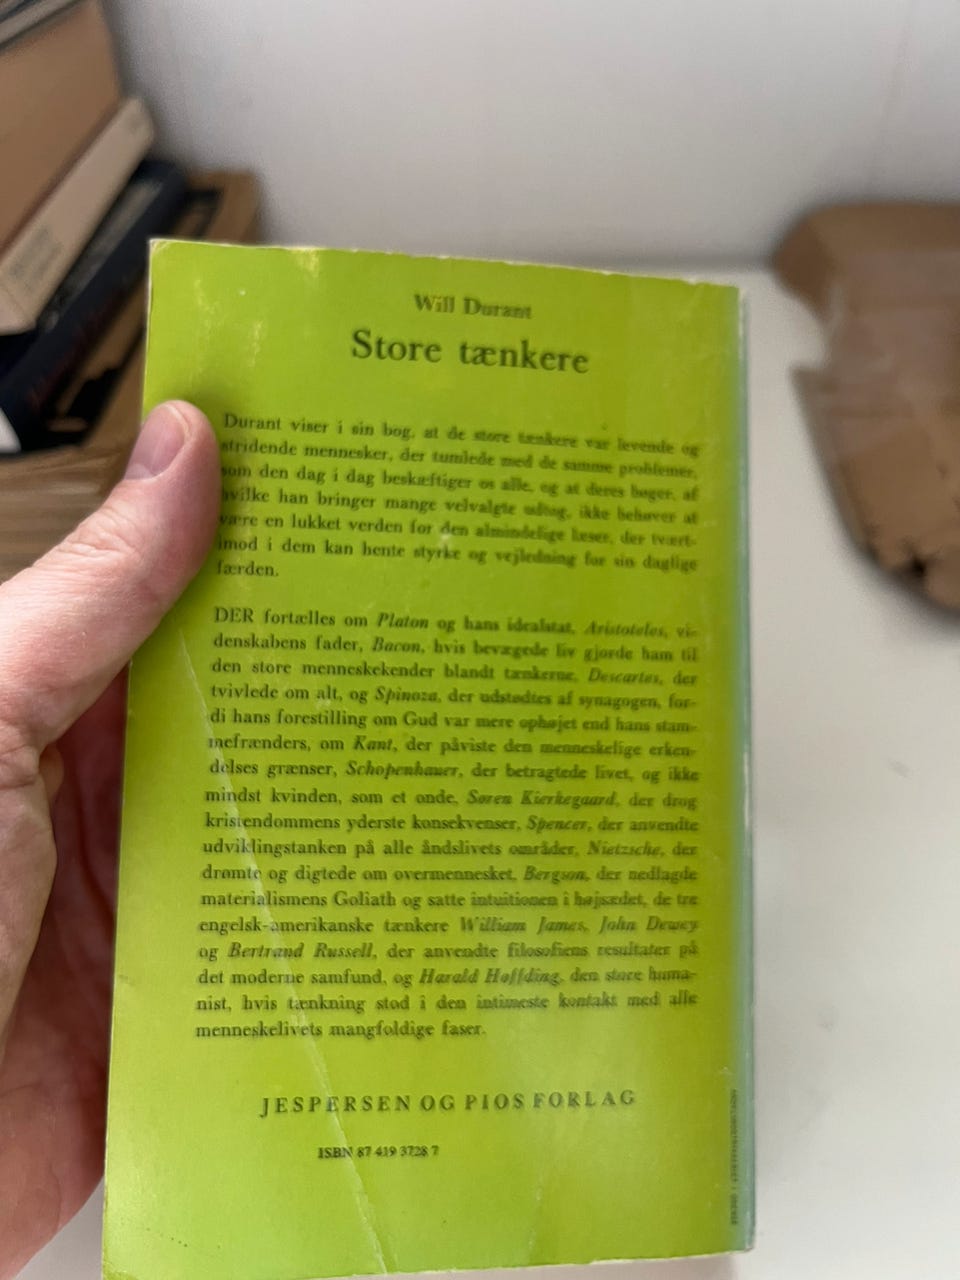 Will Durant
Store tænkere
Durant viser i sin bog, at de store tænkere var levende og
stridende mennesker, der tumlede med de samme problemer,
som den dag i dag beskæftiger os alle, og at deres bøger, af
hvilke han bringer mange velvalgte udtog, ikke behøver at
være en lukket verden for den almindelige læser, der tvært-
imod i dem kan hente styrke og vejledning for sin daglige
færden.
DER fortælles om Platon og hans idealstat, Aristoteles, vi-
denskabens fader, Bacon, hvis bevægede liv gjorde ham til
den store menneskekender blandt tænkerne, Descartes, der
tvivlede om alt, og Spinoza, der udstødtes af synagogen, for-
di hans forestilling om Gud var mere ophøjet end hans stam-
mefrænders, om Kant, der påviste den menneskelige erken-
delses grænser, Schopenhauer, der betragtede livet, og ikke
mindst kvinden, som et onde, Søren Kierkegaard, der drog
kristendommens yderste konsekvenser, Spencer, der anvendte
udviklingstanken på alle åndslivets områder, Nietzsche, der
drømte og digtede om overmennesket, Bergson, der nedlagde
materialismens Goliath og satte intuitionen i højsædet, de tre
engelsk-amerikanske tænkere William James, John Dewey
og Bertrand Russell, der anvendte filosofiens resultater på
det moderne samfund, og Harald Høffding, den store huma-
nist, hvis tænkning stod i den intimeste kontakt med alle
menneskelivets mangfoldige faser.
JESPERSEN OG PIOS FORLAG
ISBN 87 419 3728 7